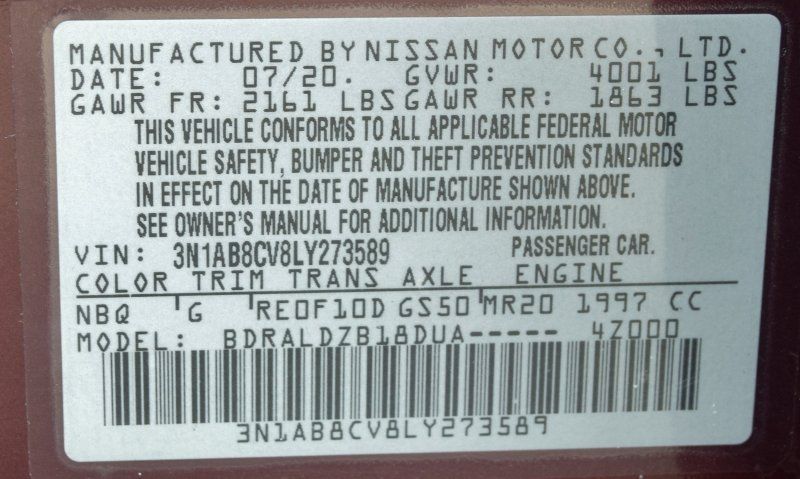 MANUFACTURED BY NISSAN MOTOR CO., LTD.
DATE: 07/20. GVWR: 4001 LBS
GAWR FR: 2161 LBS GAWR RR: 1863 LBS
THIS VEHICLE CONFORMS TO ALL APPLICABLE FEDERAL MOTOR
VEHICLE SAFETY, BUMPER AND THEFT PREVENTION STANDARDS
IN EFFECT ON THE DATE OF MANUFACTURE SHOWN ABOVE.
SEE OWNER'S MANUAL FOR ADDITIONAL INFORMATION.
VIN: 3N1AB8CV8LY273589 PASSENGER CAR.
COLOR TRIM TRANS AXLE ENGINE
NBQ G RE0F10D GS50 MR20 1997 CC
MODEL: BDRALDZB18DUA----- 4Z000
3N1AB8CV8LY273589